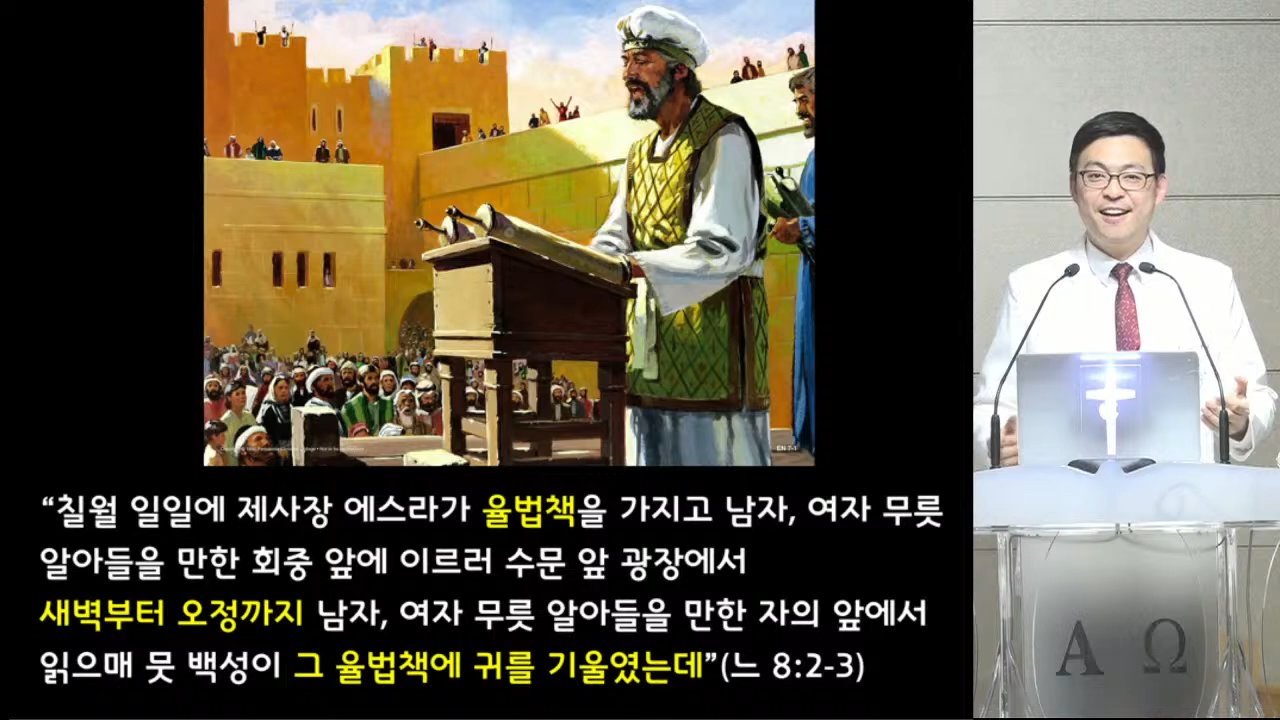 EN 7-1
“칠월 일일에 제사장 에스라가 율법책을 가지고 남자, 여자 무릇
알아들을 만한 회중 앞에 이르러 수문 앞 광장에서
새벽부터 오정까지 남자, 여자 무릇 알아들을 만한 자의 앞에서
읽으매 뭇 백성이 그 율법책에 귀를 기울였는데”(느 8:2-3)
Α Ω